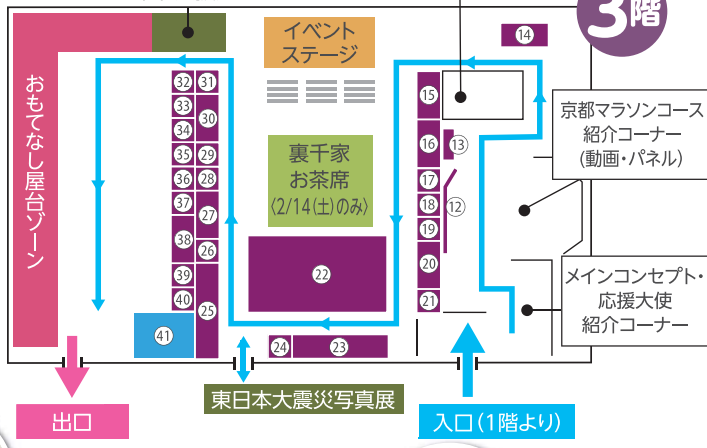 3階
イベント
ステージ
14
おもてなし屋台ゾーン
32
31
33
30
34
35
29
36
28
37
27
38
26
39
40
25
41
裏千家
お茶席
〈2/14(土)のみ〉
22
24
23
15
16
13
17
18
12
19
20
21
京都マラソンコース
紹介コーナー
(動画・パネル)
メインコンセプト・
応援大使
紹介コーナー
出口
東日本大震災写真展
入口(1階より)